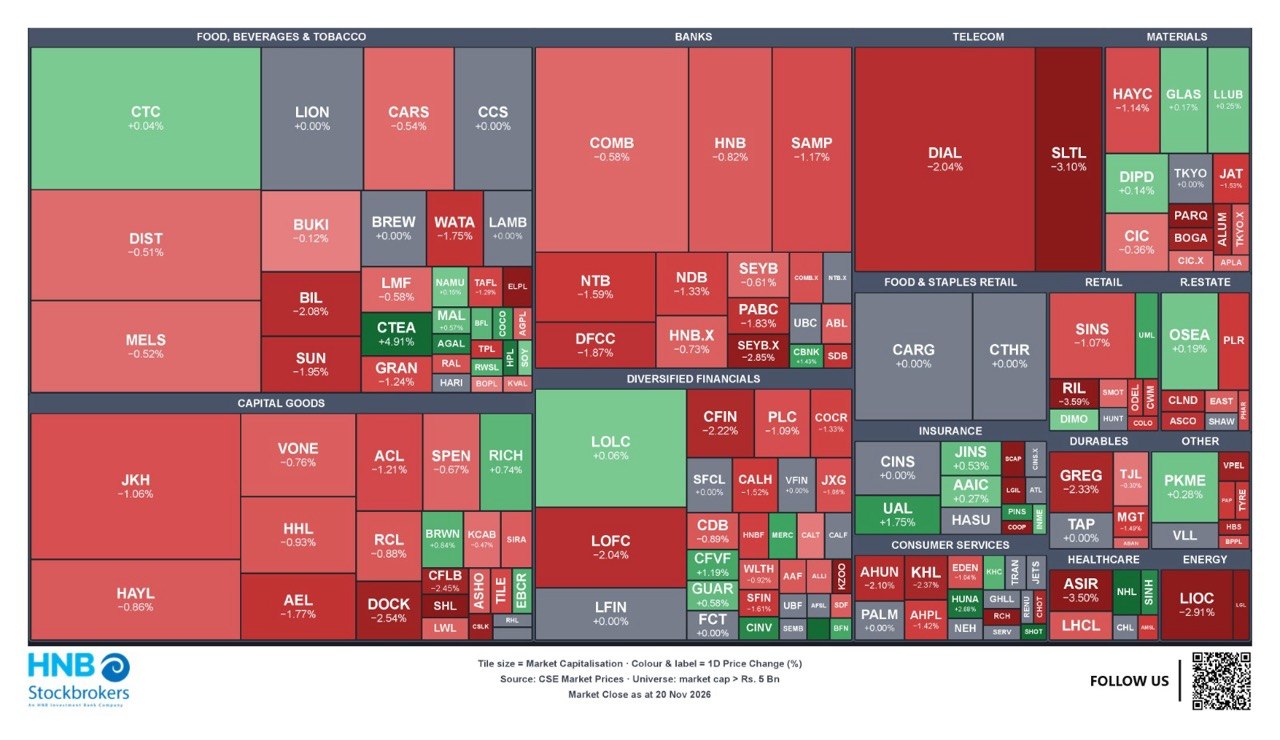 FOOD, BEVERAGES & TOBACCO
CTC
+0.04%
LION
+0.00%
CARS
−0.54%
CCS
+0.00%
DIST
−0.51%
BUKI
−0.12%
BREW
+0.00%
WATA
−1.75%
LAMB
+0.00%
MELS
−0.52%
BIL
−2.08%
SUN
−1.95%
LMF
−0.58%
CTEA
+4.91%
GRAN
−1.24%
NAMU
TAFL
−1.29%
ELPL
MAL
+0.57%
BFL
COCO
AGPL
AGAL
TPL
HPL
SOY
RAL
RWSL
HARI
BOPL
KVAL
BANKS
COMB
−0.58%
HNB
−0.82%
SAMP
−1.17%
NTB
−1.59%
NDB
−1.33%
SEYB
−0.61%
COMB.X
NTB.X
DFCC
−1.87%
HNB.X
−0.73%
PABC
−1.83%
UBC
ABL
SEYB.X
−2.85%
CBNK
+1.43%
SDB
TELECOM
DIAL
−2.04%
SLTL
−3.10%
MATERIALS
HAYC
−1.14%
GLAS
+0.17%
LLUB
+0.25%
DIPD
+0.14%
TKYO
+0.00%
JAT
−1.53%
CIC
−0.36%
PARQ
BOGA
CIC.X
ALUM
TKYO.X
APLA
FOOD & STAPLES RETAIL
CARG
+0.00%
CTHR
+0.00%
RETAIL
SINS
−1.07%
UML
RIL
−3.59%
SMOT
ODEL
CWM
DIMO
HUNT
COLO
R.ESTATE
OSEA
+0.19%
PLR
CLND
EAST
PHAR
ASCO
SHAW
CAPITAL GOODS
JKH
−1.06%
HAYL
−0.86%
VONE
−0.76%
HHL
−0.93%
AEL
−1.77%
ACL
−1.21%
SPEN
−0.67%
RICH
+0.74%
RCL
−0.88%
BRWN
+0.84%
KCAB
−0.47%
SIRA
DOCK
−2.54%
CFLB
−2.45%
SHL
LWL
ASHO
TILE
EBCR
CSLK
RHL
DIVERSIFIED FINANCIALS
LOLC
+0.06%
LOFC
−2.04%
LFIN
+0.00%
CFIN
−2.22%
PLC
−1.09%
COCR
−1.33%
SFCL
+0.00%
CALH
−1.52%
VFIN
+0.00%
JXG
−1.88%
CDB
−0.89%
HNBF
MERC
CALT
CALF
CFVF
+1.19%
GUAR
+0.58%
FCT
+0.00%
WLTH
−0.92%
AAF
ALLI
KZOO
SFIN
−1.61%
UBF
AFSL
SDF
CINV
SEMB
BFN
INSURANCE
CINS
+0.00%
JINS
+0.53%
SCAP
CINS.X
AAIC
+0.27%
LGIL
ATL
UAL
+1.75%
HASU
PINS
COOP
INME
CONSUMER SERVICES
AHUN
−2.10%
KHL
−2.37%
EDEN
−1.04%
KHC
TRAN
JETS
PALM
+0.00%
AHPL
−1.42%
HUNA
+2.68%
GHLL
RENU
CHOT
RCH
NEH
SERV
SHOT
DURABLES
GREG
−2.33%
TJL
−0.30%
TAP
+0.00%
MGT
−1.49%
OTHER
PKME
+0.28%
VPEL
PAP
TYRE
VLL
HBS
BPPL
HEALTHCARE
ASIR
−3.50%
NHL
SINH
LHCL
CHL
AMSL
ENERGY
LIOC
−2.91%
LGL
HNB
Stockbrokers
An HNB Investment Bank Company
Tile size = Market Capitalisation · Colour & label = 1D Price Change (%)
Source: CSE Market Prices · Universe: market cap > Rs. 5 Bn
Market Close as at 20 Nov 2026
FOLLOW US